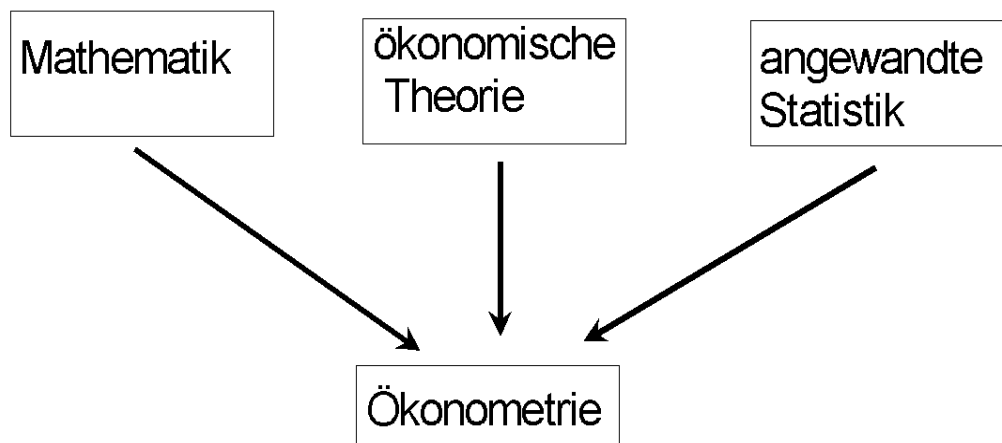 Mathematik
ökonomische
Theorie
angewandte
Statistik
Ökonometrie